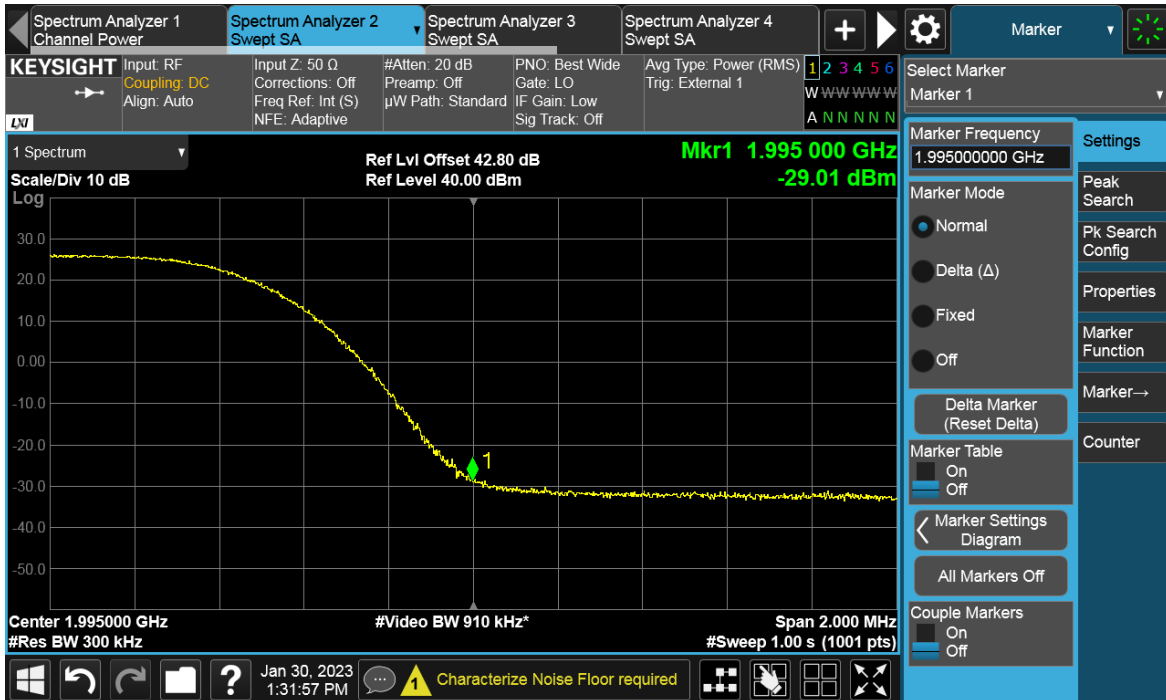 Spectrum Analyzer 1
Channel Power
Spectrum Analyzer 2
Swept SA
Spectrum Analyzer 3
Swept SA
Spectrum Analyzer 4
Swept SA
+
Marker
KEYSIGHT
LXI
Input: RF
Coupling: DC
Align: Auto
Input Z: 50 Ω
Corrections: Off
Freq Ref: Int (S)
NFE: Adaptive
#Atten: 20 dB
Preamp: Off
µW Path: Standard
PNO: Best Wide
Gate: LO
IF Gain: Low
Sig Track: Off
Avg Type: Power (RMS)
Trig: External 1
1 2 3 4 5 6
W W W W W W
A N N N N N
Select Marker
Marker 1
1 Spectrum
Scale/Div 10 dB
Log
Ref Lvl Offset 42.80 dB
Ref Level 40.00 dBm
Mkr1 1.995 000 GHz
-29.01 dBm
30.0
20.0
10.0
0.00
-10.0
-20.0
-30.0
-40.0
-50.0
1
Center 1.995000 GHz
#Res BW 300 kHz
#Video BW 910 kHz*
Span 2.000 MHz
#Sweep 1.00 s (1001 pts)
Marker Frequency
1.995000000 GHz
Marker Mode
Normal
Delta (Δ)
Fixed
Off
Delta Marker
(Reset Delta)
Marker Table
On
Off
Marker Settings
Diagram
All Markers Off
Couple Markers
On
Off
Settings
Peak
Search
Pk Search
Config
Properties
Marker
Function
Marker→
Counter
?
Jan 30, 2023
1:31:57 PM
1
Characterize Noise Floor required